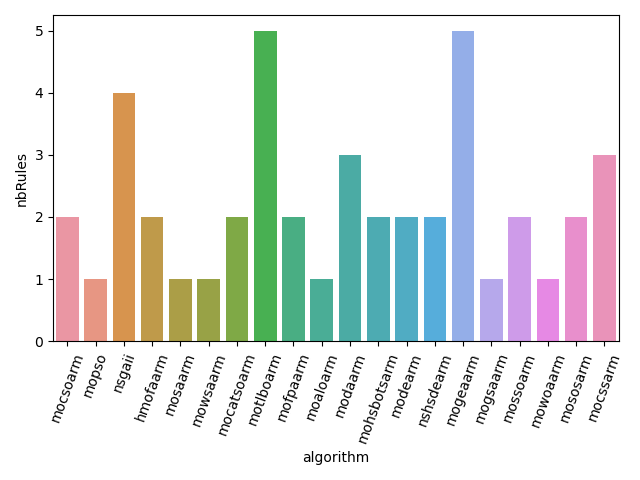 nbRules
5
4
3
2
1
0
mocsoarm
mopso
nsgaii
hmofaarm
mosaarm
mowsaarm
mocatsoarm
motlboarm
mofpaarm
moaloarm
modaarm
mohsbotsarm
modearm
nshsdearm
mogeaarm
mogsaarm
mossoarm
mowoaarm
mososarm
mocssarm
algorithm